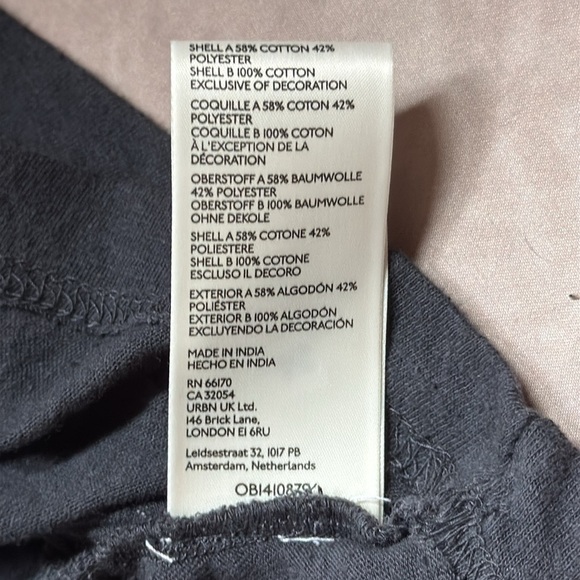 SHELL A 58% COTTON 42%
POLYESTER
SHELL B 100% COTTON
EXCLUSIVE OF DECORATION
COQUILLE A 58% COTON 42%
POLYESTER
COQUILLE B 100% COTON
À L'EXCEPTION DE LA
DÉCORATION
OBERSTOFF A 58% BAUMWOLLE
42% POLYESTER
OBERSTOFF B 100% BAUMWOLLE
OHNE DEKOLE
SHELL A 58% COTONE 42%
POLIESTERE
SHELL B 100% COTONE
ESCLUSO IL DECORO
EXTERIOR A 58% ALGODÓN 42%
POLIÉSTER
EXTERIOR B 100% ALGODÓN
EXCLUYENDO LA DECORACIÓN
MADE IN INDIA
HECHO EN INDIA
RN 66170
CA 32054
URBN UK Ltd.
146 Brick Lane,
LONDON E1 6RU
Leidsestraat 32, 1017 PB
Amsterdam, Netherlands